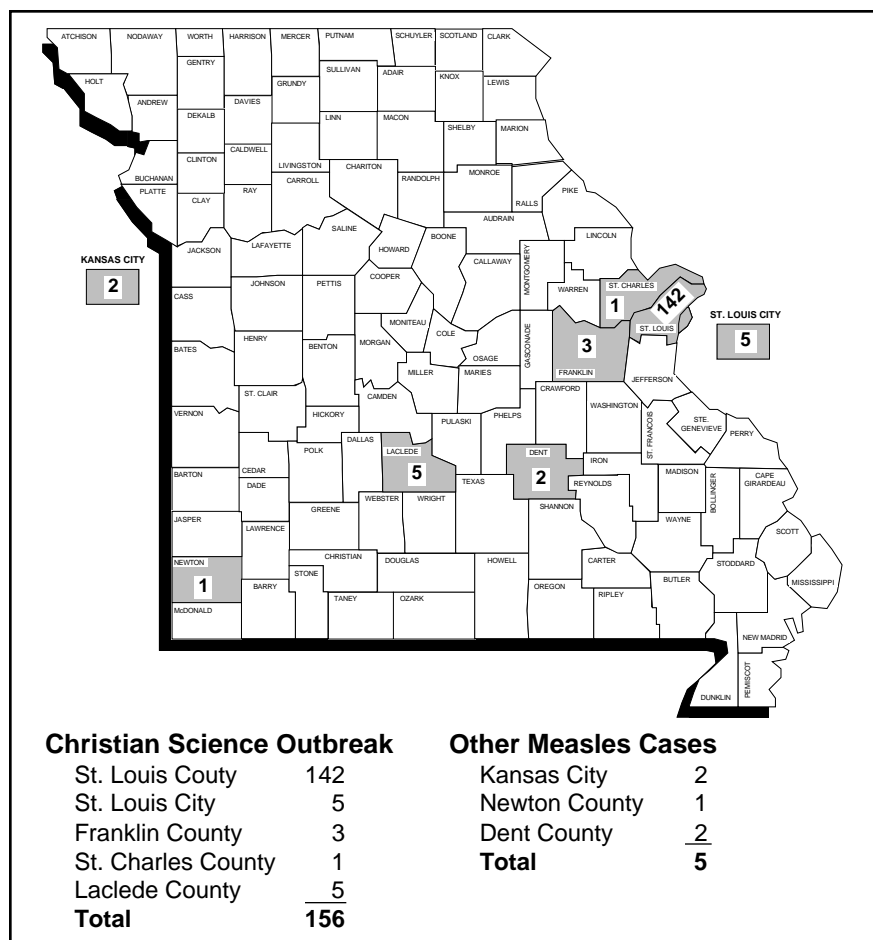 ATCHISON NODAWAY WORTH HARRISON MERCER PUTNAM SCHUYLER SCOTLAND CLARK
GENTRY
SULLIVAN ADAIR
HOLT GRUNDY KNOX LEWIS
ANDREW DAVIES
DEKALB LINN MACON
SHELBY MARION
CALDWELL
CLINTON LIVINGSTON CHARITON
BUCHANAN CARROLL RANDOLPH MONROE
PLATTE RAY PIKE
CLAY RALLS
AUDRAIN
SALINE
LINCOLN
JACKSON LAFAYETTE HOWARD BOONE
KANSAS CITY
2
CALLAWAY MONTGOMERY
COOPER
JOHNSON PETTIS WARREN ST. CHARLES
1
142
CASS
MONITEAU
ST. LOUIS
ST. LOUIS CITY
5
HENRY COLE
BATES BENTON MORGAN OSAGE GASCONADE 3
MILLER MARIES FRANKLIN
JEFFERSON
CRAWFORD
ST. CLAIR CAMDEN
WASHINGTON
VERNON HICKORY PULASKI PHELPS ST. FRANCOIS STE.
GENEVIEVE
PERRY
DALLAS
POLK LACLEDE
5
DENT
2
IRON
BARTON CEDAR MADISON BOLLINGER CAPE
GIRARDEAU
DADE TEXAS REYNOLDS
WEBSTER WRIGHT
GREENE SHANNON
JASPER WAYNE
LAWRENCE SCOTT
CHRISTIAN DOUGLAS HOWELL CARTER STODDARD
NEWTON
1
STONE BUTLER MISSISSIPPI
BARRY OREGON RIPLEY
McDONALD TANEY OZARK
NEW MADRID
DUNKLIN PEMISCOT
Christian Science Outbreak
St. Louis Couty 142
St. Louis City 5
Franklin County 3
St. Charles County 1
Laclede County 5
Total 156
Other Measles Cases
Kansas City 2
Newton County 1
Dent County 2
Total 5